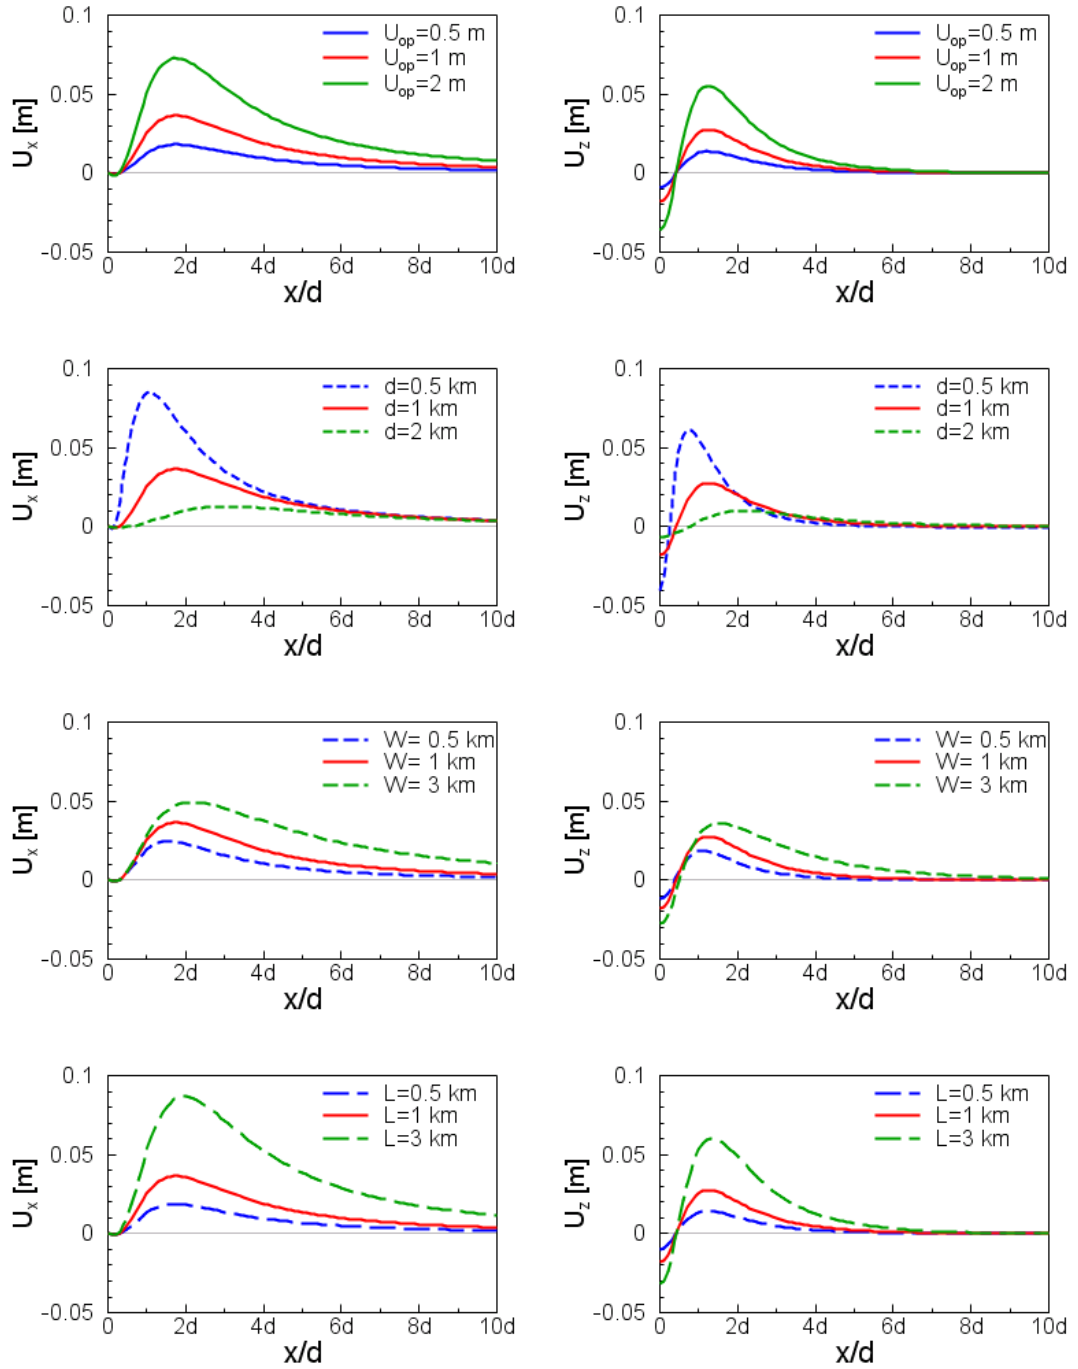 0.1
U_op=0.5 m
U_op=1 m
U_op=2 m
0.05
0
-0.05
U_x [m]
0 2d 4d 6d 8d 10d
x/d
0.1
U_op=0.5 m
U_op=1 m
U_op=2 m
0.05
0
-0.05
U_z [m]
0 2d 4d 6d 8d 10d
x/d
0.1
d=0.5 km
d=1 km
d=2 km
0.05
0
-0.05
U_x [m]
0 2d 4d 6d 8d 10d
x/d
0.1
d=0.5 km
d=1 km
d=2 km
0.05
0
-0.05
U_z [m]
0 2d 4d 6d 8d 10d
x/d
0.1
W= 0.5 km
W= 1 km
W= 3 km
0.05
0
-0.05
U_x [m]
0 2d 4d 6d 8d 10d
x/d
0.1
W= 0.5 km
W= 1 km
W= 3 km
0.05
0
-0.05
U_z [m]
0 2d 4d 6d 8d 10d
x/d
0.1
L=0.5 km
L=1 km
L=3 km
0.05
0
-0.05
U_x [m]
0 2d 4d 6d 8d 10d
x/d
0.1
L=0.5 km
L=1 km
L=3 km
0.05
0
-0.05
U_z [m]
0 2d 4d 6d 8d 10d
x/d